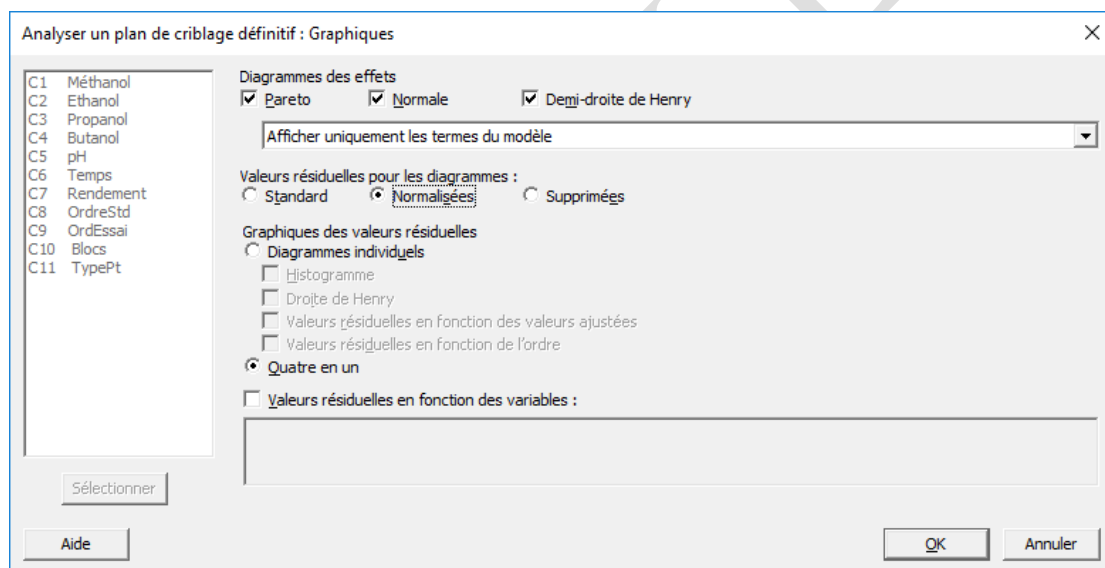 Analyser un plan de criblage définitif : Graphiques
C1 Méthanol
C2 Ethanol
C3 Propanol
C4 Butanol
C5 pH
C6 Temps
C7 Rendement
C8 OrdreStd
C9 OrdEssai
C10 Blocs
C11 TypePt
Sélectionner
Diagrammes des effets
Pareto Normale Demi-droite de Henry
Afficher uniquement les termes du modèle
Valeurs résiduelles pour les diagrammes :
Standard Normalisées Supprimées
Graphiques des valeurs résiduelles
Diagrammes individuels
Histogramme
Droite de Henry
Valeurs résiduelles en fonction des valeurs ajustées
Valeurs résiduelles en fonction de l'ordre
Quatre en un
Valeurs résiduelles en fonction des variables :
Aide OK Annuler